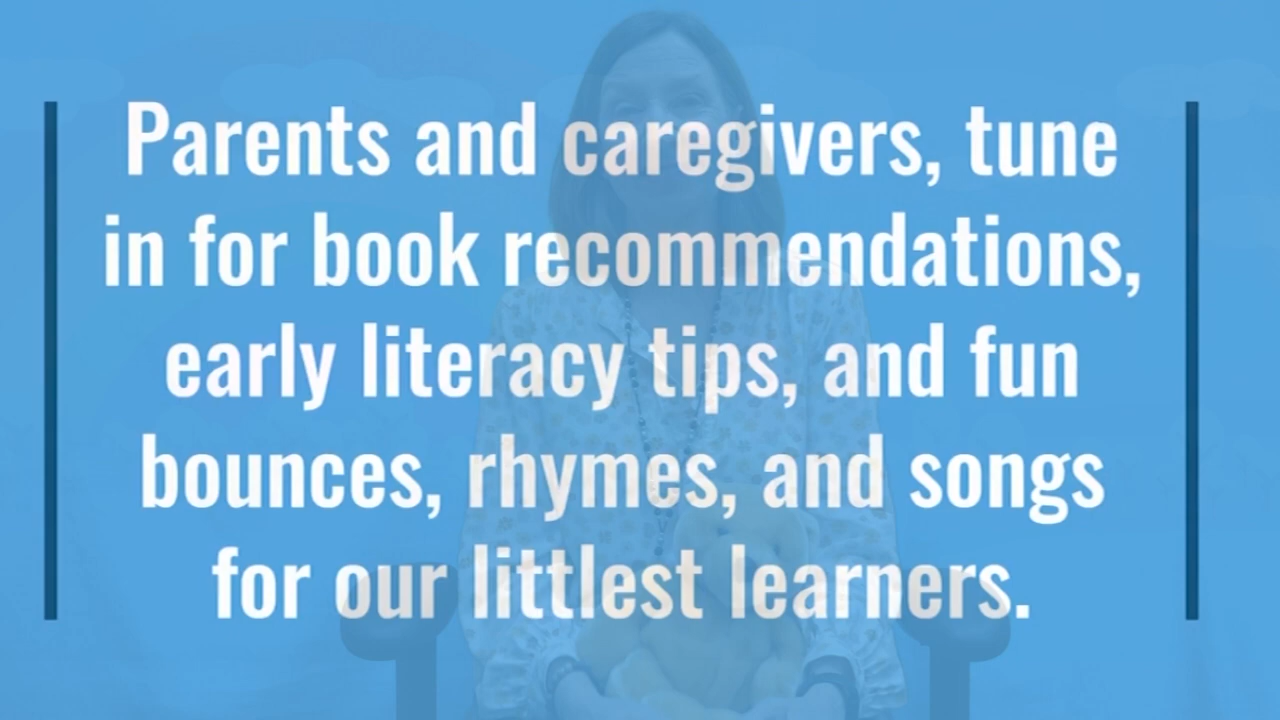 Parents and caregivers, tune
in for book recommendations,
early literacy tips, and fun
bounces, rhymes, and songs
for our littlest learners.